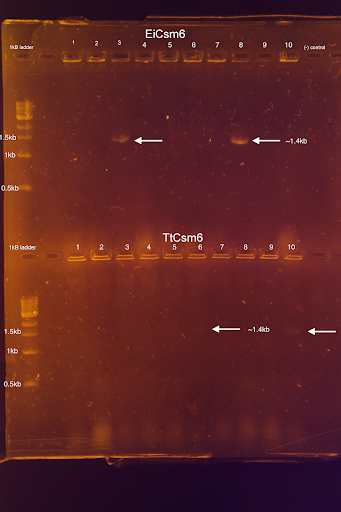 EiCsm6
1kB ladder 1 2 3 4 5 6 7 8 9 10 (-) control
1.5kb ~1.4kb
1kb
0.5kb
TtCsm6
1kB ladder 1 2 3 4 5 6 7 8 9 10
1.5kb ~1.4kb
1kb
0.5kb